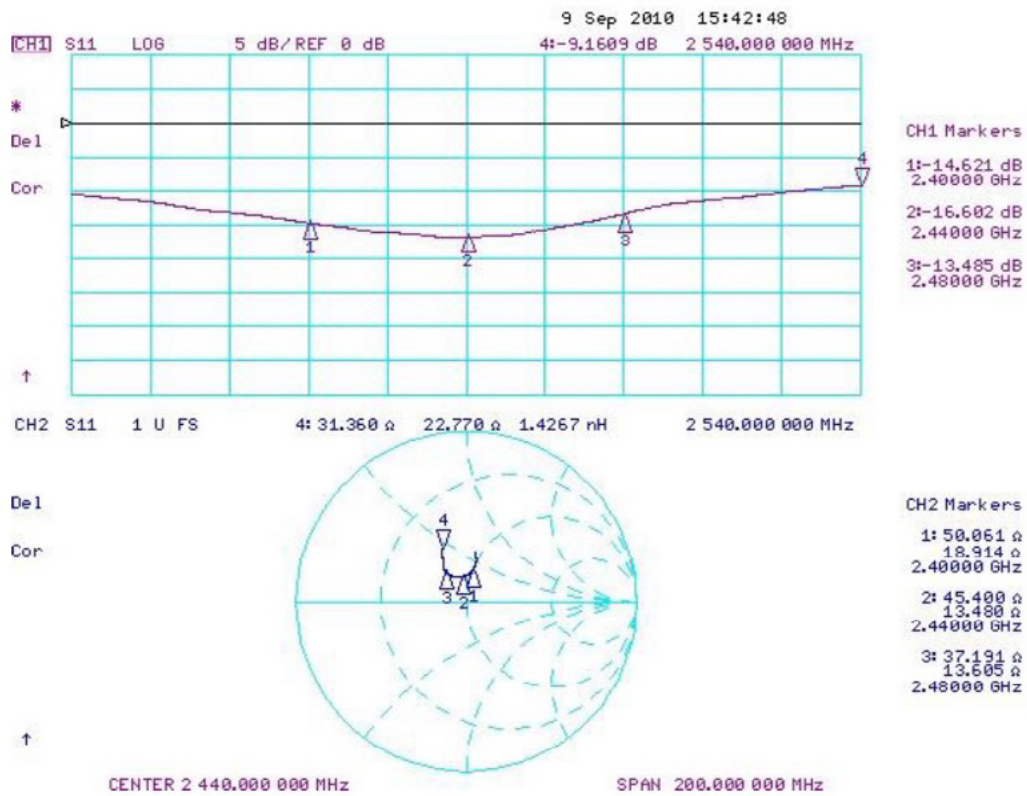 9 Sep 2010 15:42:48
CH1 S11 LOG 5 dB/REF 0 dB 4:-9.1609 dB 2 540.000 000 MHz
*
Del
Cor
↑
1
2
3
4
CH1 Markers
1:-14.621 dB
2.40000 GHz
2:-16.602 dB
2.44000 GHz
3:-13.485 dB
2.48000 GHz
CH2 S11 1 U FS 4: 31.360 Ω 22.770 Ω 1.4267 nH 2 540.000 000 MHz
Del
Cor
↑
4
3
2
1
CH2 Markers
1: 50.061 Ω
18.914 Ω
2.40000 GHz
2: 45.400 Ω
13.480 Ω
2.44000 GHz
3: 37.191 Ω
13.605 Ω
2.48000 GHz
CENTER 2 440.000 000 MHz SPAN 200.000 000 MHz